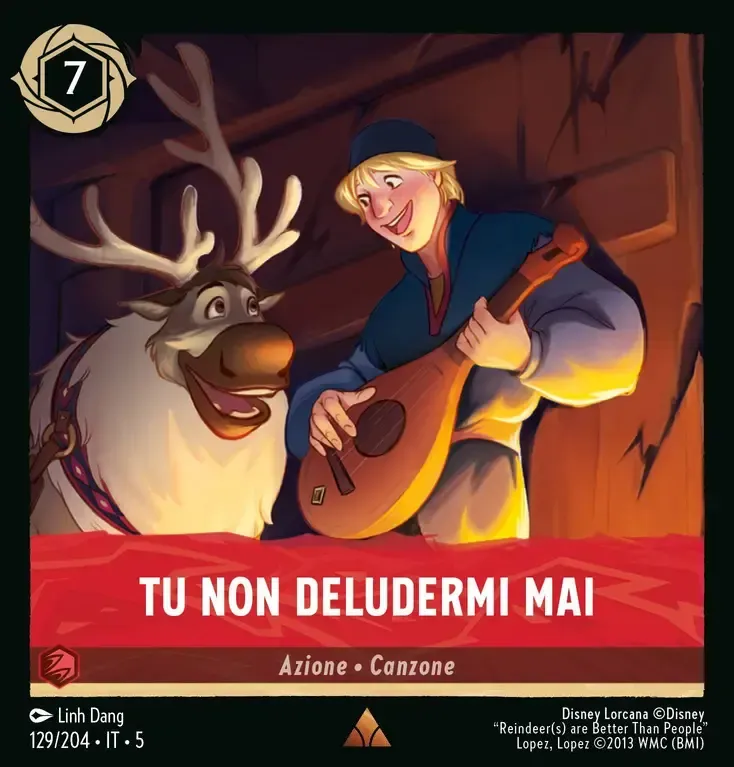 7
TU NON DELUDERMI MAI
Azione • Canzone
Linh Dang
129/204 • IT • 5
Disney Lorcana ©Disney
“Reindeer(s) are Better Than People”
Lopez, Lopez ©2013 WMC (BMI)